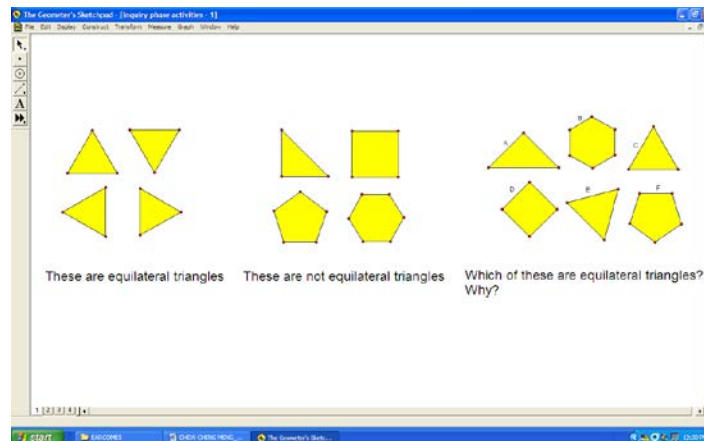 The Geometer's Sketchpad - [Inquiry phase activities - 1]
File Edit Display Construct Transform Measure Graph Window Help
A
A
B
C
D
E
F
These are equilateral triangles
These are not equilateral triangles
Which of these are equilateral triangles?
Why?
1 2 3 4
start
The Geometer's Sketc...